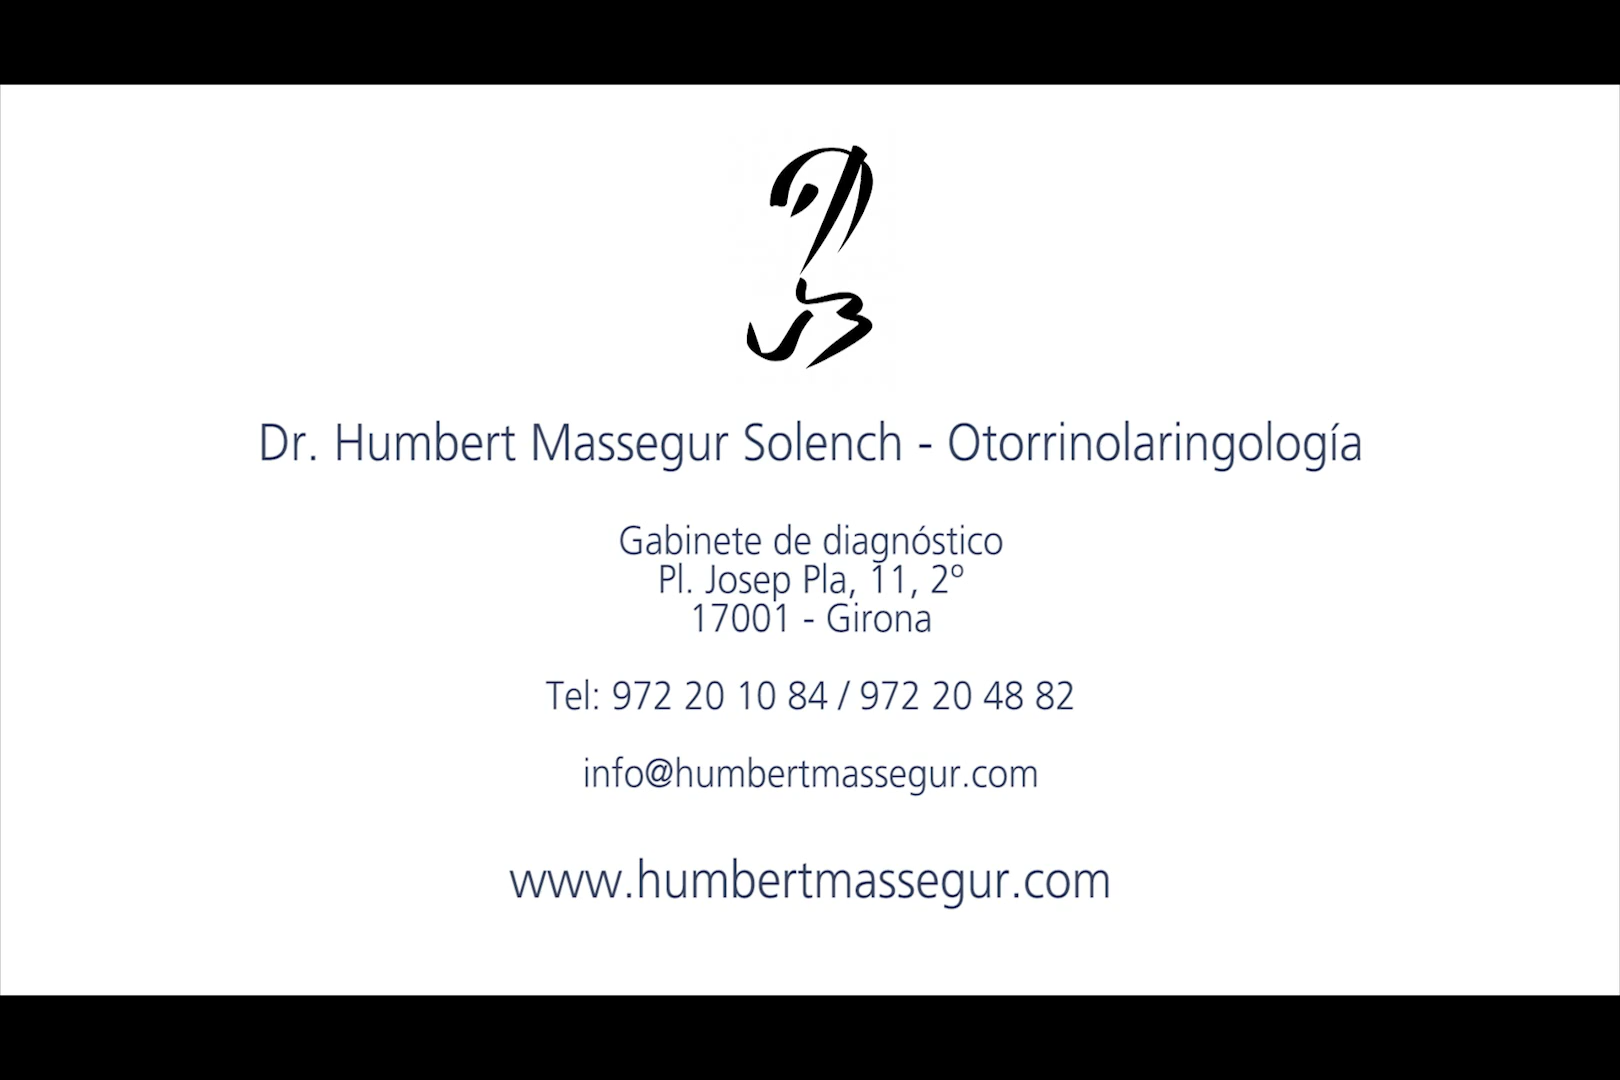 Dr. Humbert Massegur Solench - Otorrinolaringología
Gabinete de diagnóstico
Pl. Josep Pla, 11, 2º
17001 - Girona
Tel: 972 20 10 84 / 972 20 48 82
info@humbertmassegur.com
www.humbertmassegur.com